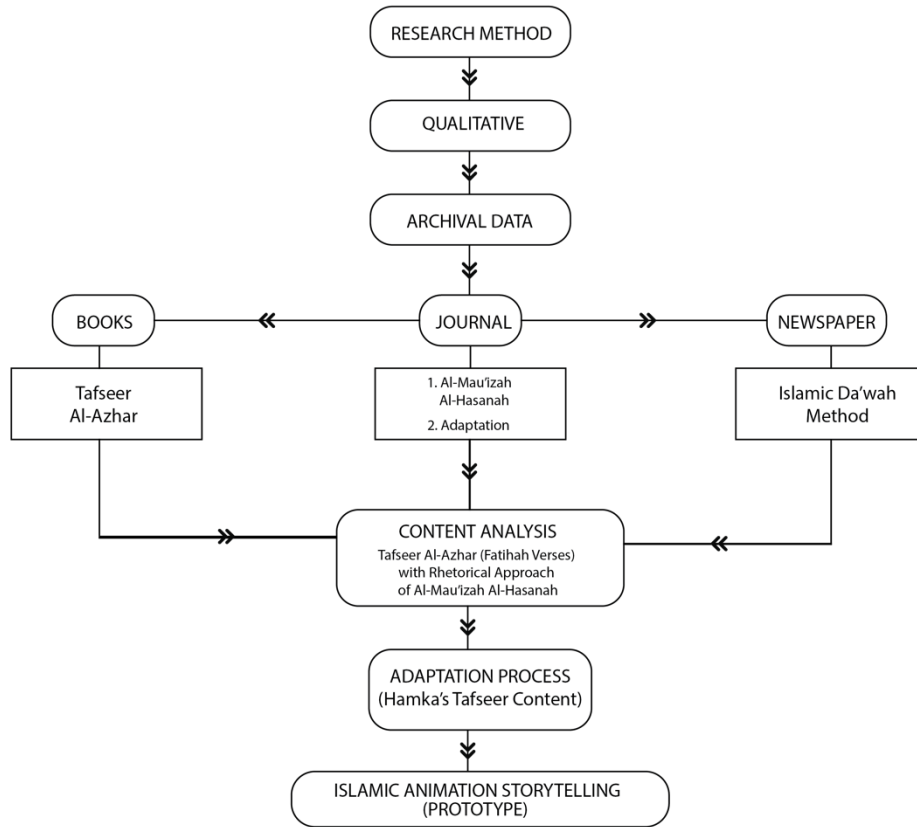 RESEARCH METHOD
QUALITATIVE
ARCHIVAL DATA
BOOKS
JOURNAL
NEWSPAPER
Tafseer
Al-Azhar
1. Al-Mau'izah
Al-Hasanah
2. Adaptation
Islamic Da'wah
Method
CONTENT ANALYSIS
Tafseer Al-Azhar (Fatihah Verses)
with Rhetorical Approach
of Al-Mau'izah Al-Hasanah
ADAPTATION PROCESS
(Hamka's Tafseer Content)
ISLAMIC ANIMATION STORYTELLING
(PROTOTYPE)